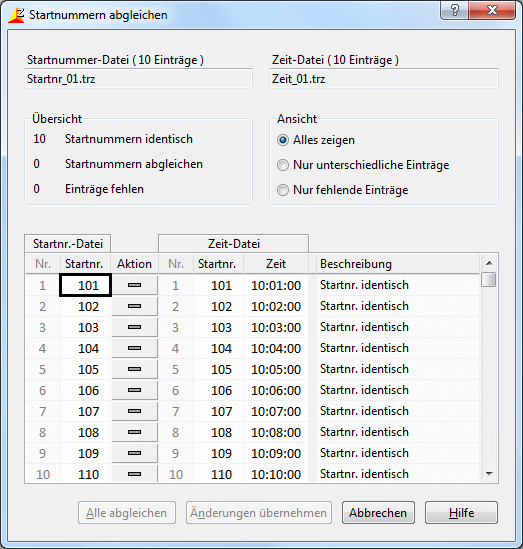 Startnummern abgleichen
Startnummer-Datei ( 10 Einträge ) Zeit-Datei ( 10 Einträge )
Startnr_01.trz Zeit_01.trz
Übersicht Ansicht
10 Startnummern identisch Alles zeigen
0 Startnummern abgleichen Nur unterschiedliche Einträge
0 Einträge fehlen Nur fehlende Einträge
Startnr.-Datei Zeit-Datei
Nr. Startnr. Aktion Nr. Startnr. Zeit Beschreibung
1 101 1 101 10:01:00 Startnr. identisch
2 102 2 102 10:02:00 Startnr. identisch
3 103 3 103 10:03:00 Startnr. identisch
4 104 4 104 10:04:00 Startnr. identisch
5 105 5 105 10:05:00 Startnr. identisch
6 106 6 106 10:06:00 Startnr. identisch
7 107 7 107 10:07:00 Startnr. identisch
8 108 8 108 10:08:00 Startnr. identisch
9 109 9 109 10:09:00 Startnr. identisch
10 110 10 110 10:10:00 Startnr. identisch
Alle abgleichen Änderungen übernehmen Abbrechen Hilfe